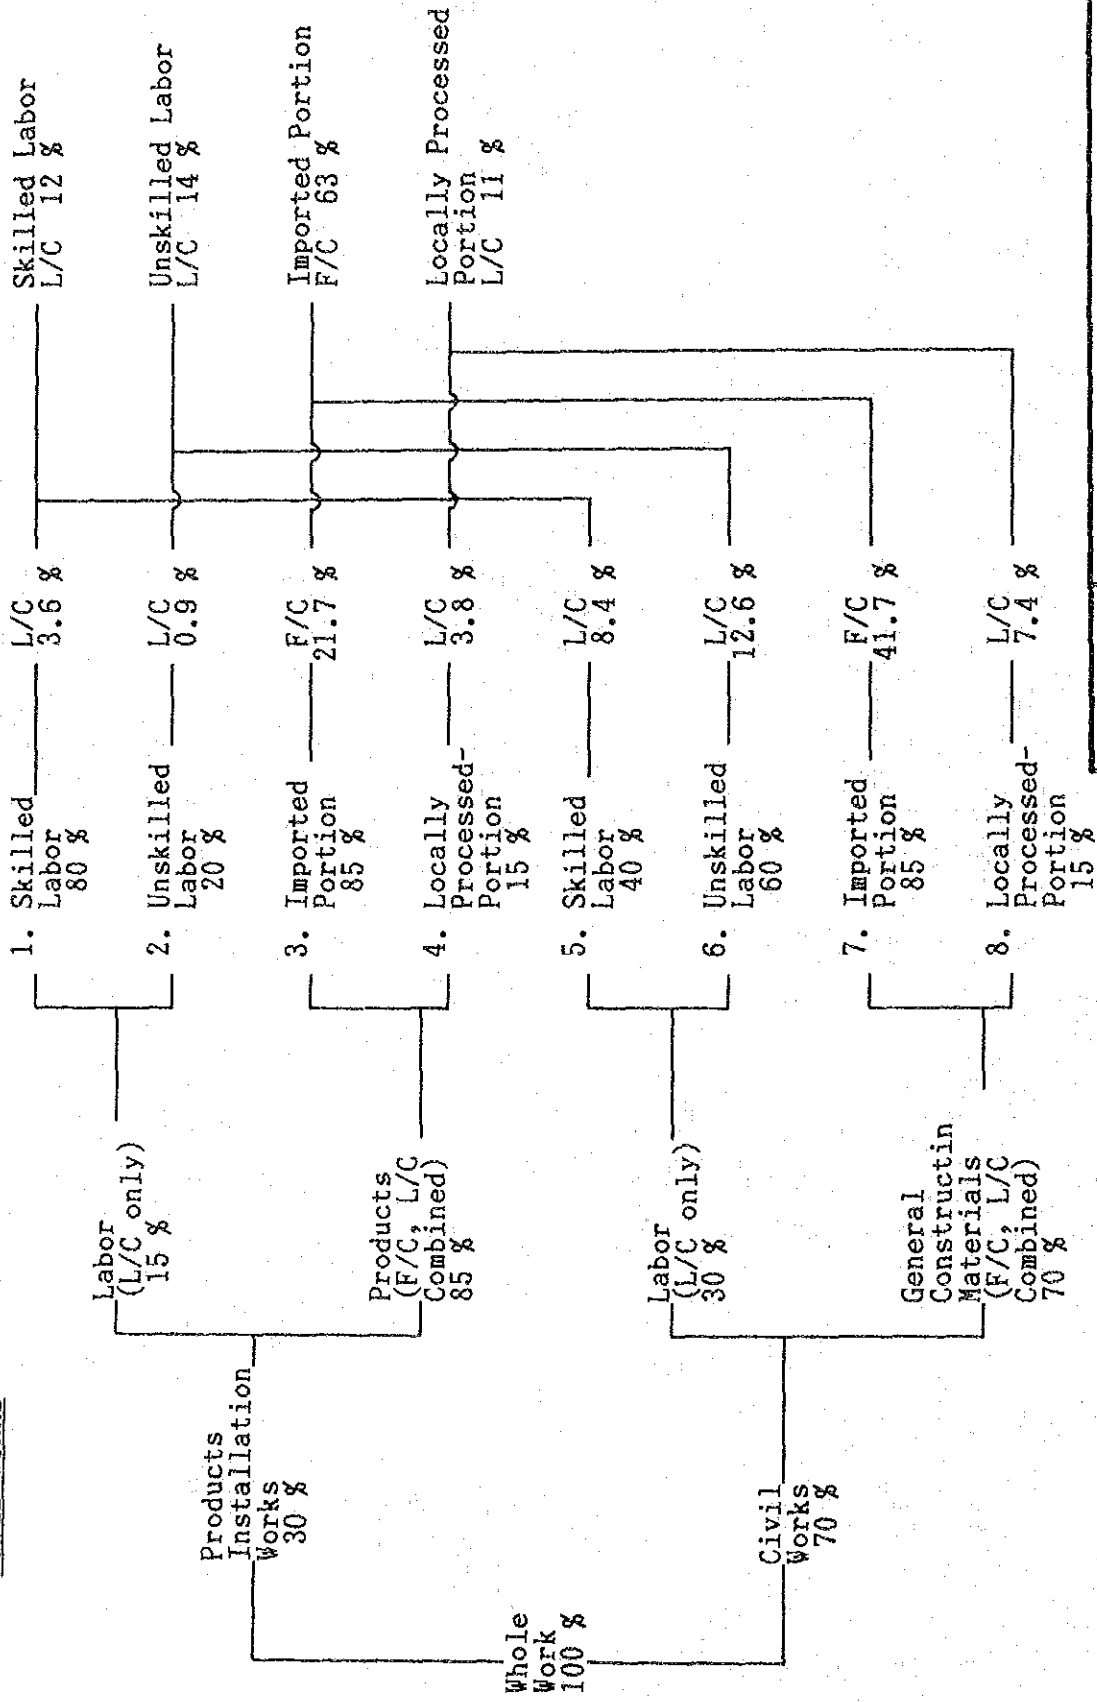 Whole
Work
100 %
Products
Installation
Works
30 %
Civil
Works
70 %
Labor
(L/C only)
15 %
Products
(F/C, L/C
Combined)
85 %
Labor
(L/C only)
30 %
General
Constructin
Materials
(F/C, L/C
Combined)
70 %
1. Skilled
Labor
80 %
2. Unskilled
Labor
20 %
3. Imported
Portion
85 %
4. Locally
Processed-
Portion
15 %
5. Skilled
Labor
40 %
6. Unskilled
Labor
60 %
7. Imported
Portion
85 %
8. Locally
Processed-
Portion
15 %
L/C
3.6 %
L/C
0.9 %
F/C
21.7 %
L/C
3.8 %
L/C
8.4 %
L/C
12.6 %
F/C
41.7 %
L/C
7.4 %
Skilled Labor
L/C 12 %
Unskilled Labor
L/C 14 %
Imported Portion
F/C 63 %
Locally Processed
Portion
L/C 11 %